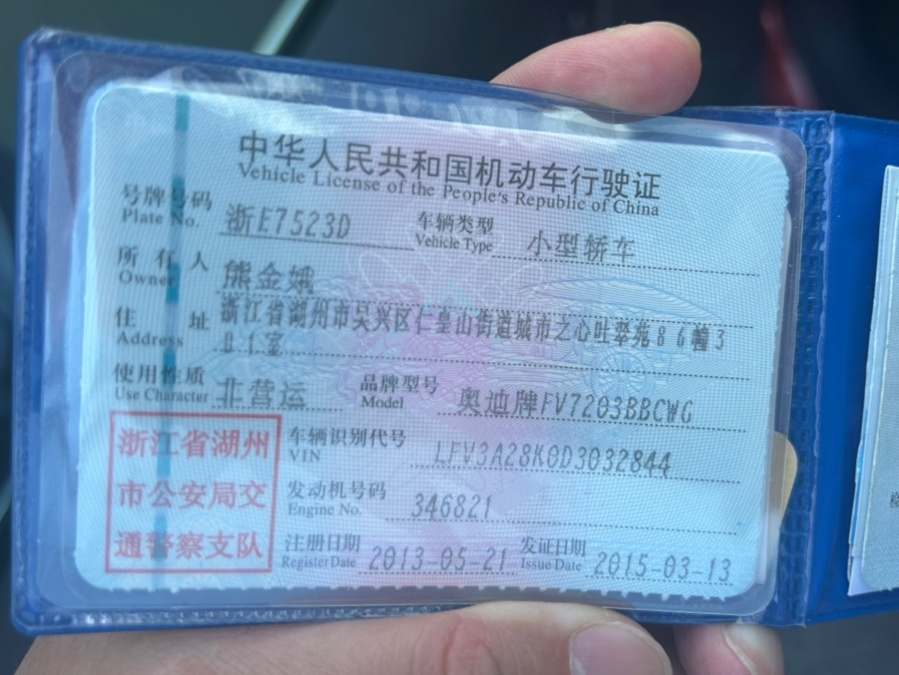 中华人民共和国机动车行驶证
Vehicle License of the People's Republic of China
号牌号码 浙E7523D 车辆类型 小型轿车
Plate No. Vehicle Type
所有人 熊金娥
Owner
住址 浙江省湖州市吴兴区仁皇山街道城市之心吐翠苑86幢3
Address 01室
使用性质 非营运 品牌型号 奥迪牌FV7203BBCWG
Use Character Model
浙江省湖州
市公安局交
通警察支队
车辆识别代号 LFV3A28K0D3032844
VIN
发动机号码 346821
Engine No.
注册日期 2013-05-21 发证日期 2015-03-13
Register Date Issue Date